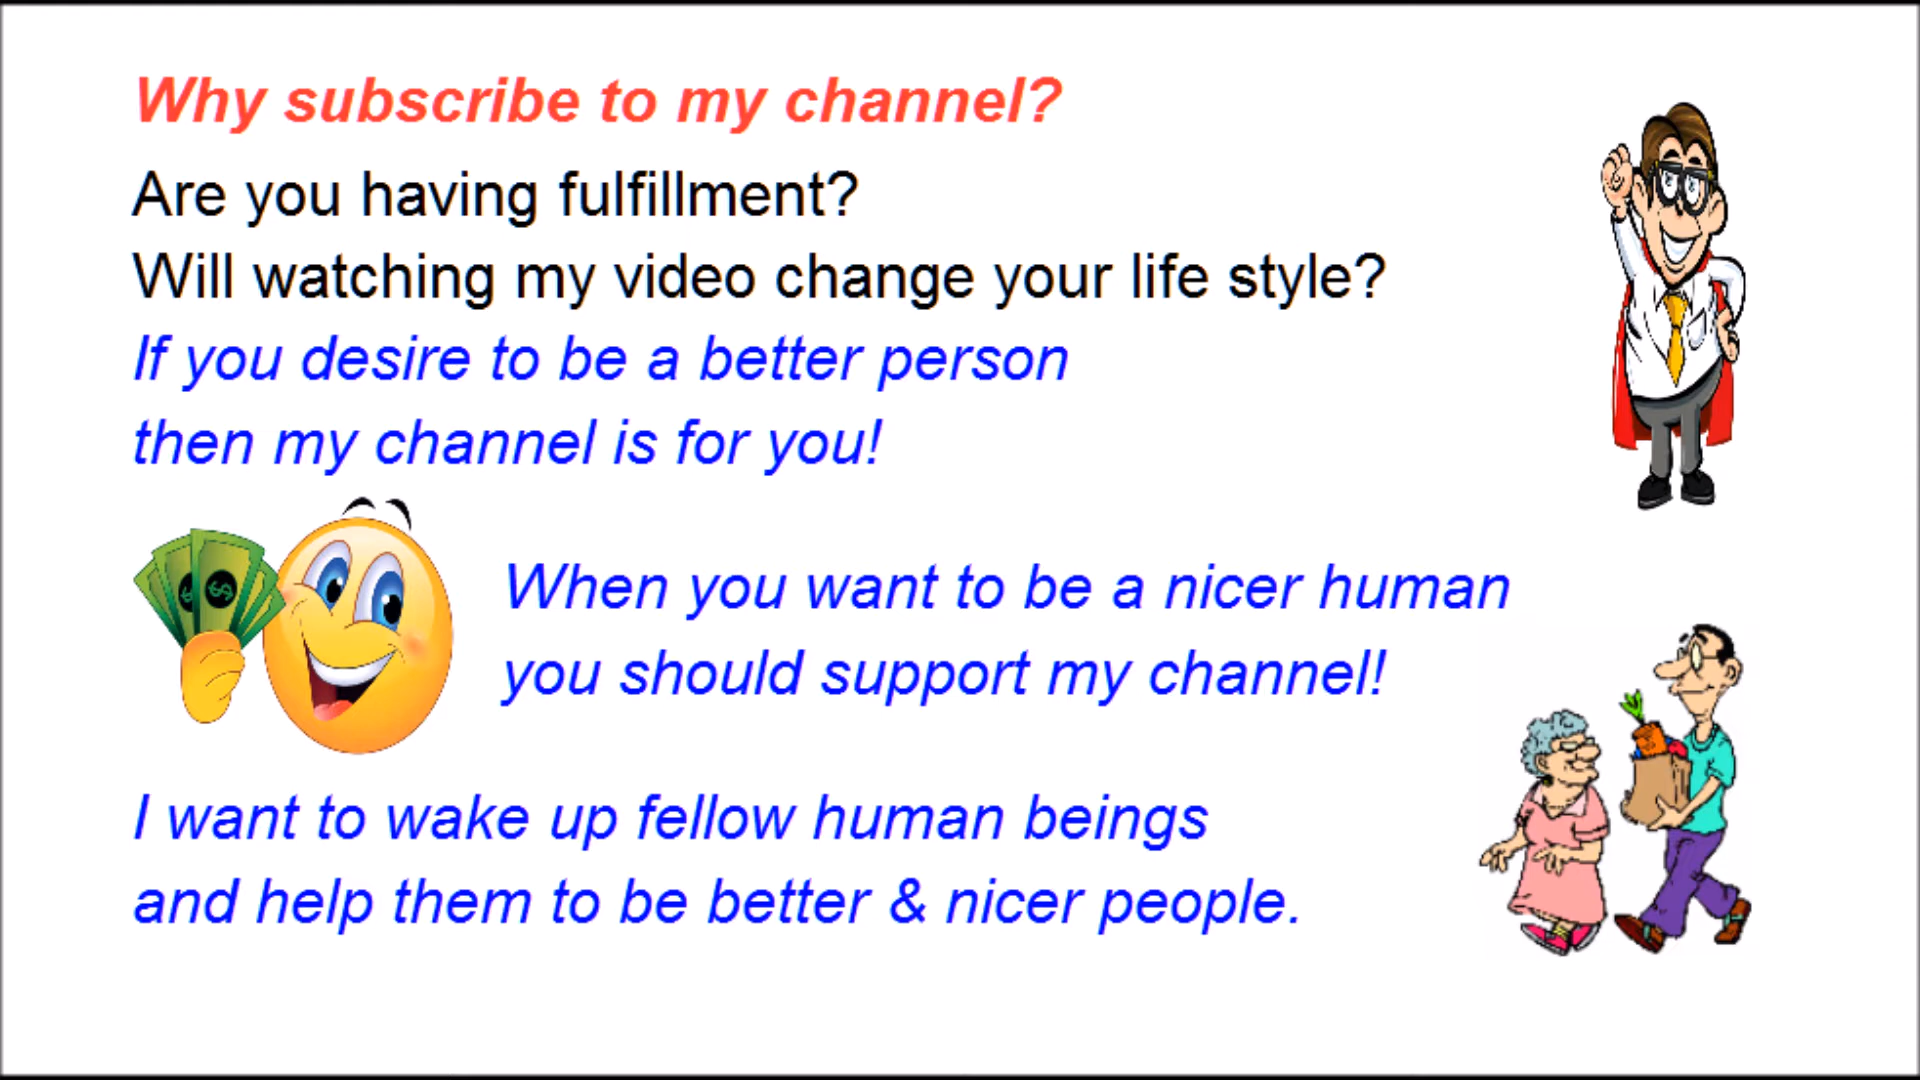 Why subscribe to my channel?
Are you having fulfillment?
Will watching my video change your life style?
If you desire to be a better person
then my channel is for you!
When you want to be a nicer human
you should support my channel!
I want to wake up fellow human beings
and help them to be better & nicer people.